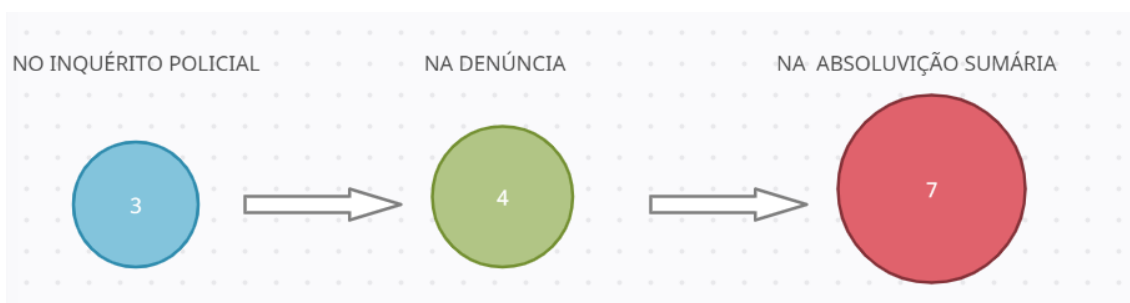 NO INQUÉRITO POLICIAL
NA DENÚNCIA
NA ABSOLUVIÇÃO SUMÁRIA
3
4
7